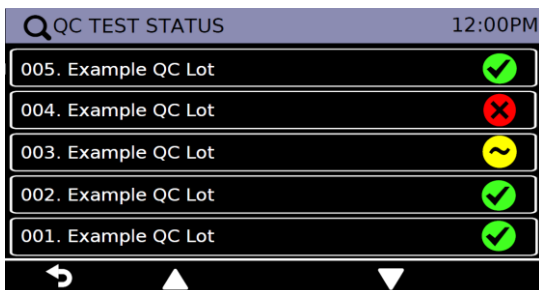 QC TEST STATUS 12:00PM
005. Example QC Lot
004. Example QC Lot
003. Example QC Lot
002. Example QC Lot
001. Example QC Lot